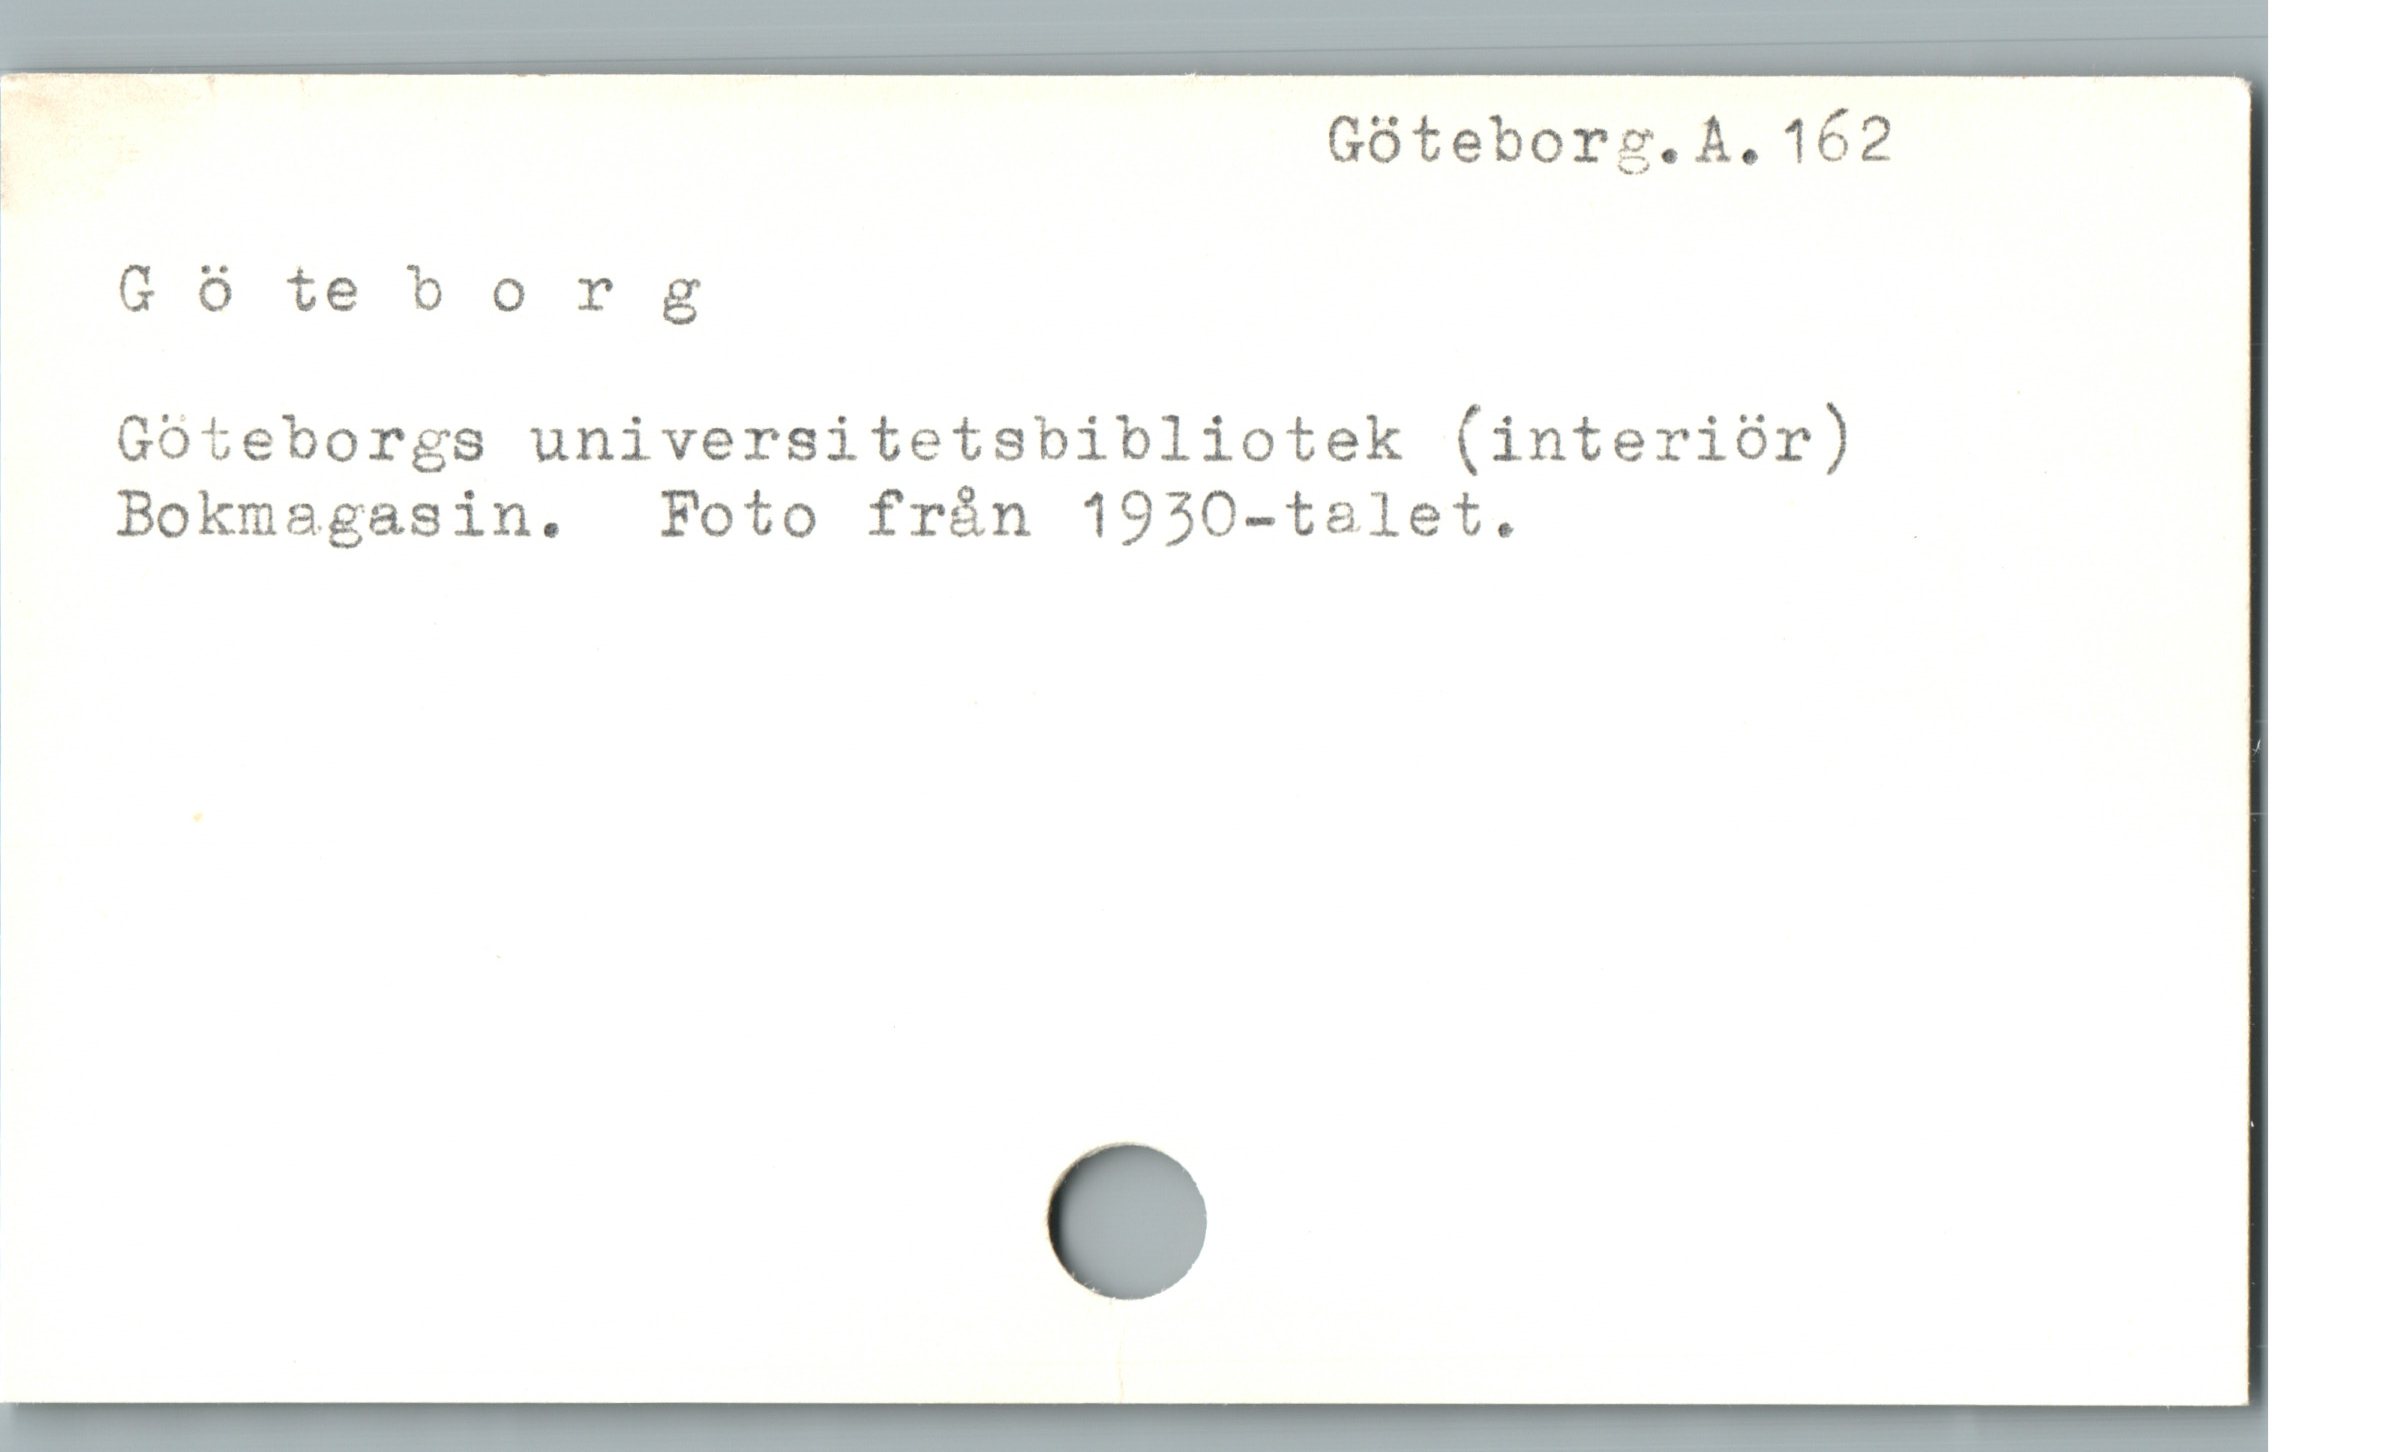 Göteborg.A.162
G ö te b o r g
Göteborgs universitetsbibliotek (interiör)
Bokmagasin. Foto från 1930-talet.